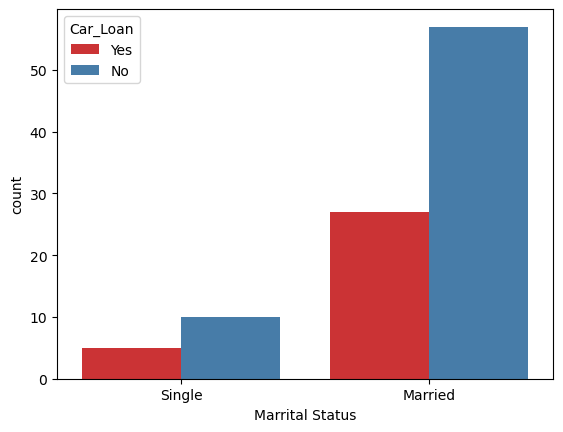 Car_Loan
Yes
No
50
40
30
20
10
0
count
Single Married
Marrital Status